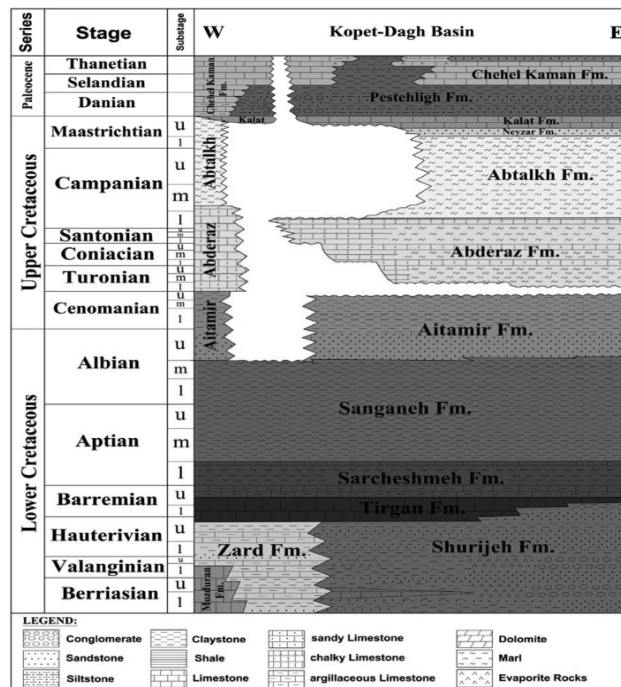 Series Stage Substage W Kopet-Dagh Basin E
Paleocene
Thanetian
Selandian
Danian
Chehel Kaman Fm.
Chehel Kaman Fm.
Pestehligh Fm.
Upper Cretaceous
Maastrichtian u
l
Kalat
Kalat Fm.
Neyzar Fm.
Campanian u
m
l
Abtalkh
Abtalkh Fm.
Santonian u
m
Coniacian u
m
l
Turonian u
m
l
Abderaz
Abderaz Fm.
Cenomanian u
m
l
Aitamir
Aitamir Fm.
Lower Cretaceous
Albian u
m
l
Aptian u
m
l
Sanganeh Fm.
Sarcheshmeh Fm.
Barremian u
l
Tirgan Fm.
Hauterivian u
l
Zard Fm.
Shurijeh Fm.
Valanginian u
l
Berriasian u
l
Mozduran Fm.
LEGEND:
Conglomerate Claystone sandy Limestone Dolomite
Sandstone Shale chalky Limestone Marl
Siltstone Limestone argillaceous Limestone Evaporite Rocks